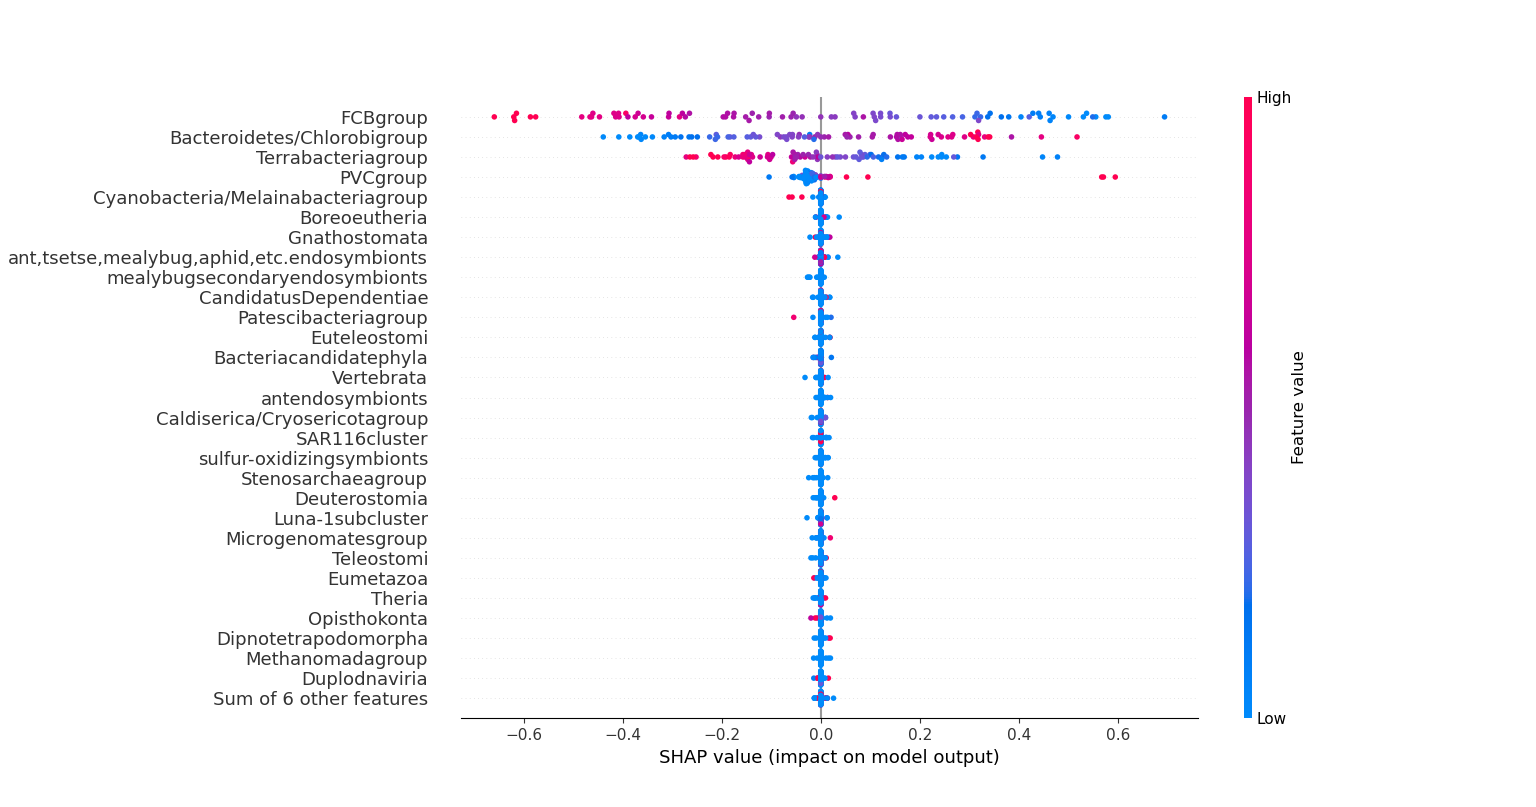 High
FCBgroup
Bacteroidetes/Chlorobigroup
Terrabacteriagroup
PVCgroup
Cyanobacteria/Melainabacteriagroup
Boreoeutheria
Gnathostomata
ant,tsetse,mealybug,aphid,etc.endosymbionts
mealybugsecondaryendosymbionts
CandidatusDependentiae
Patescibacteriagroup
Euteleostomi
Bacteriacandidatephyla
Vertebrata
antendosymbionts
Caldiserica/Cryosericotagroup
SAR116cluster
sulfur-oxidizingsymbionts
Stenosarchaeagroup
Deuterostomia
Luna-1subcluster
Microgenomatesgroup
Teleostomi
Eumetazoa
Theria
Opisthokonta
Dipnotetrapodomorpha
Methanomadagroup
Duplodnaviria
Sum of 6 other features
Feature value
Low
−0.6 −0.4 −0.2 0.0 0.2 0.4 0.6
SHAP value (impact on model output)